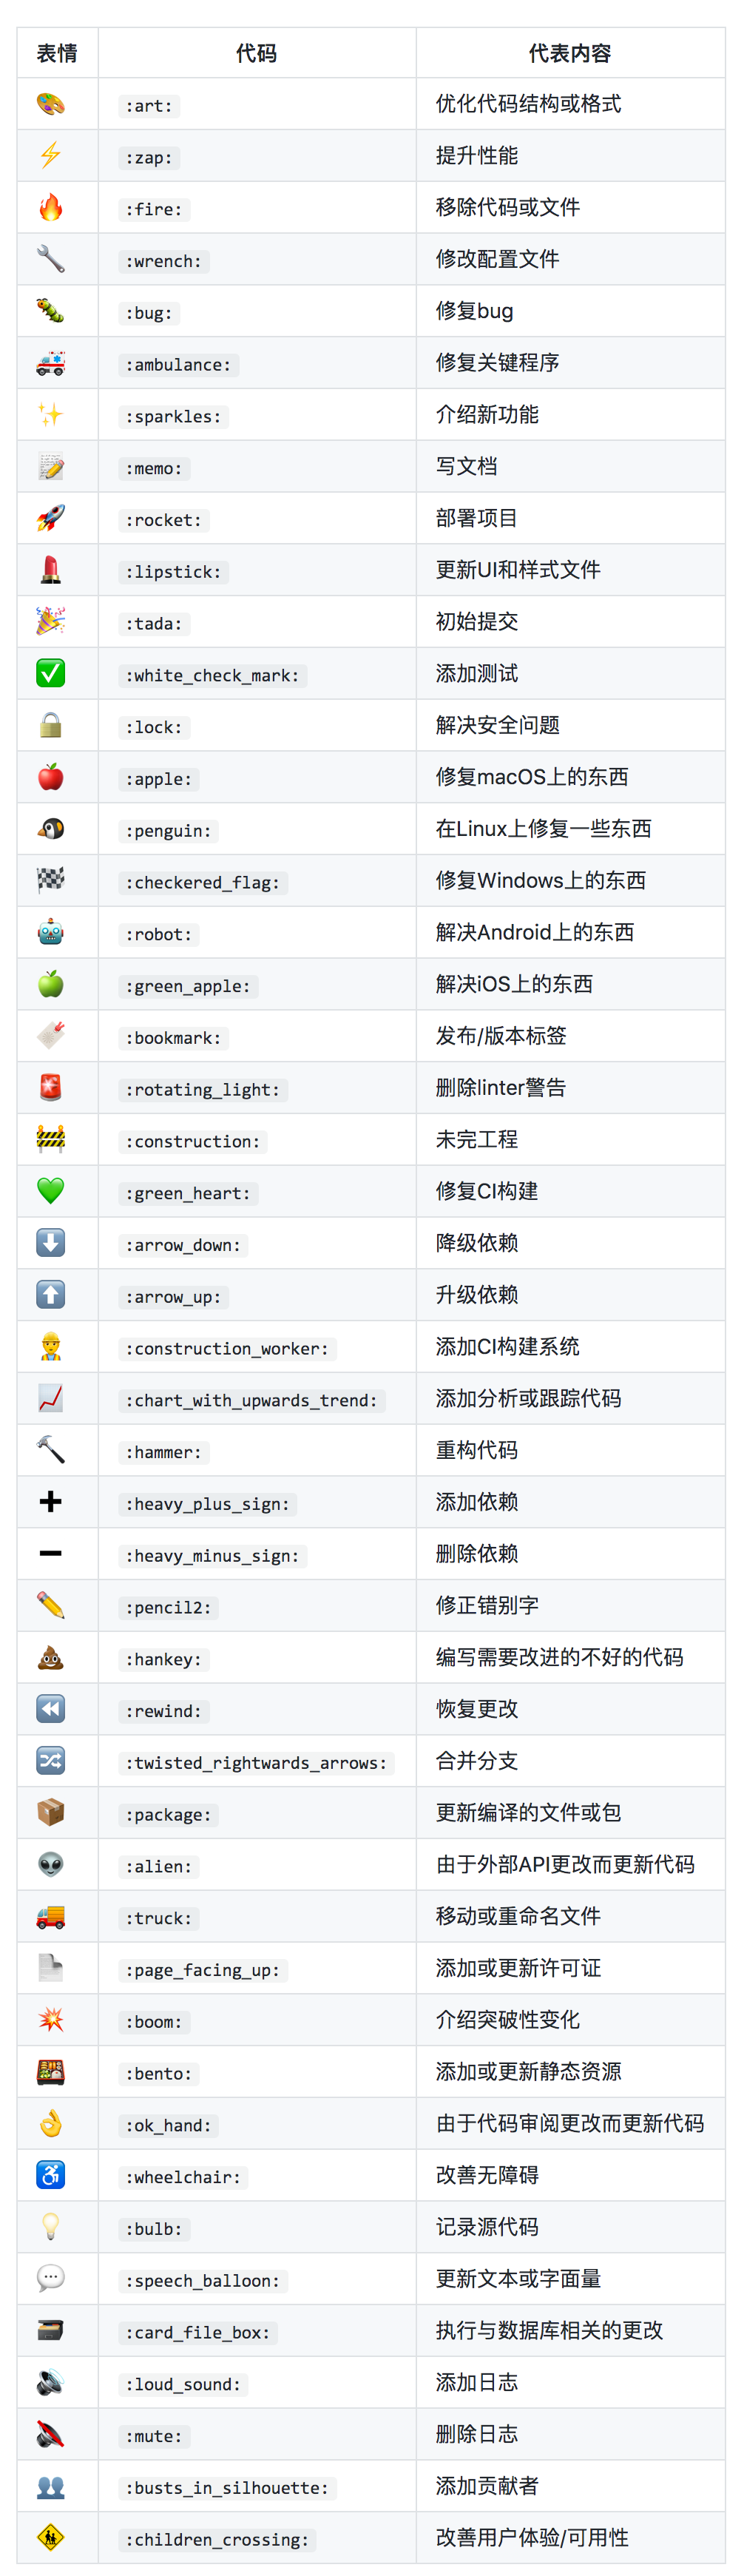 表情 代码 代表内容
:art: 优化代码结构或格式
:zap: 提升性能
:fire: 移除代码或文件
:wrench: 修改配置文件
:bug: 修复bug
:ambulance: 修复关键程序
:sparkles: 介绍新功能
:memo: 写文档
:rocket: 部署项目
:lipstick: 更新UI和样式文件
:tada: 初始提交
:white_check_mark: 添加测试
:lock: 解决安全问题
:apple: 修复macOS上的东西
:penguin: 在Linux上修复一些东西
:checkered_flag: 修复Windows上的东西
:robot: 解决Android上的东西
:green_apple: 解决iOS上的东西
:bookmark: 发布/版本标签
:rotating_light: 删除linter警告
:construction: 未完工程
:green_heart: 修复CI构建
:arrow_down: 降级依赖
:arrow_up: 升级依赖
:construction_worker: 添加CI构建系统
:chart_with_upwards_trend: 添加分析或跟踪代码
:hammer: 重构代码
:heavy_plus_sign: 添加依赖
:heavy_minus_sign: 删除依赖
:pencil2: 修正错别字
:hankey: 编写需要改进的不好的代码
:rewind: 恢复更改
:twisted_rightwards_arrows: 合并分支
:package: 更新编译的文件或包
:alien: 由于外部API更改而更新代码
:truck: 移动或重命名文件
:page_facing_up: 添加或更新许可证
:boom: 介绍突破性变化
:bento: 添加或更新静态资源
:ok_hand: 由于代码审阅更改而更新代码
:wheelchair: 改善无障碍
:bulb: 记录源代码
:speech_balloon: 更新文本或字面量
:card_file_box: 执行与数据库相关的更改
:loud_sound: 添加日志
:mute: 删除日志
:busts_in_silhouette: 添加贡献者
:children_crossing: 改善用户体验/可用性